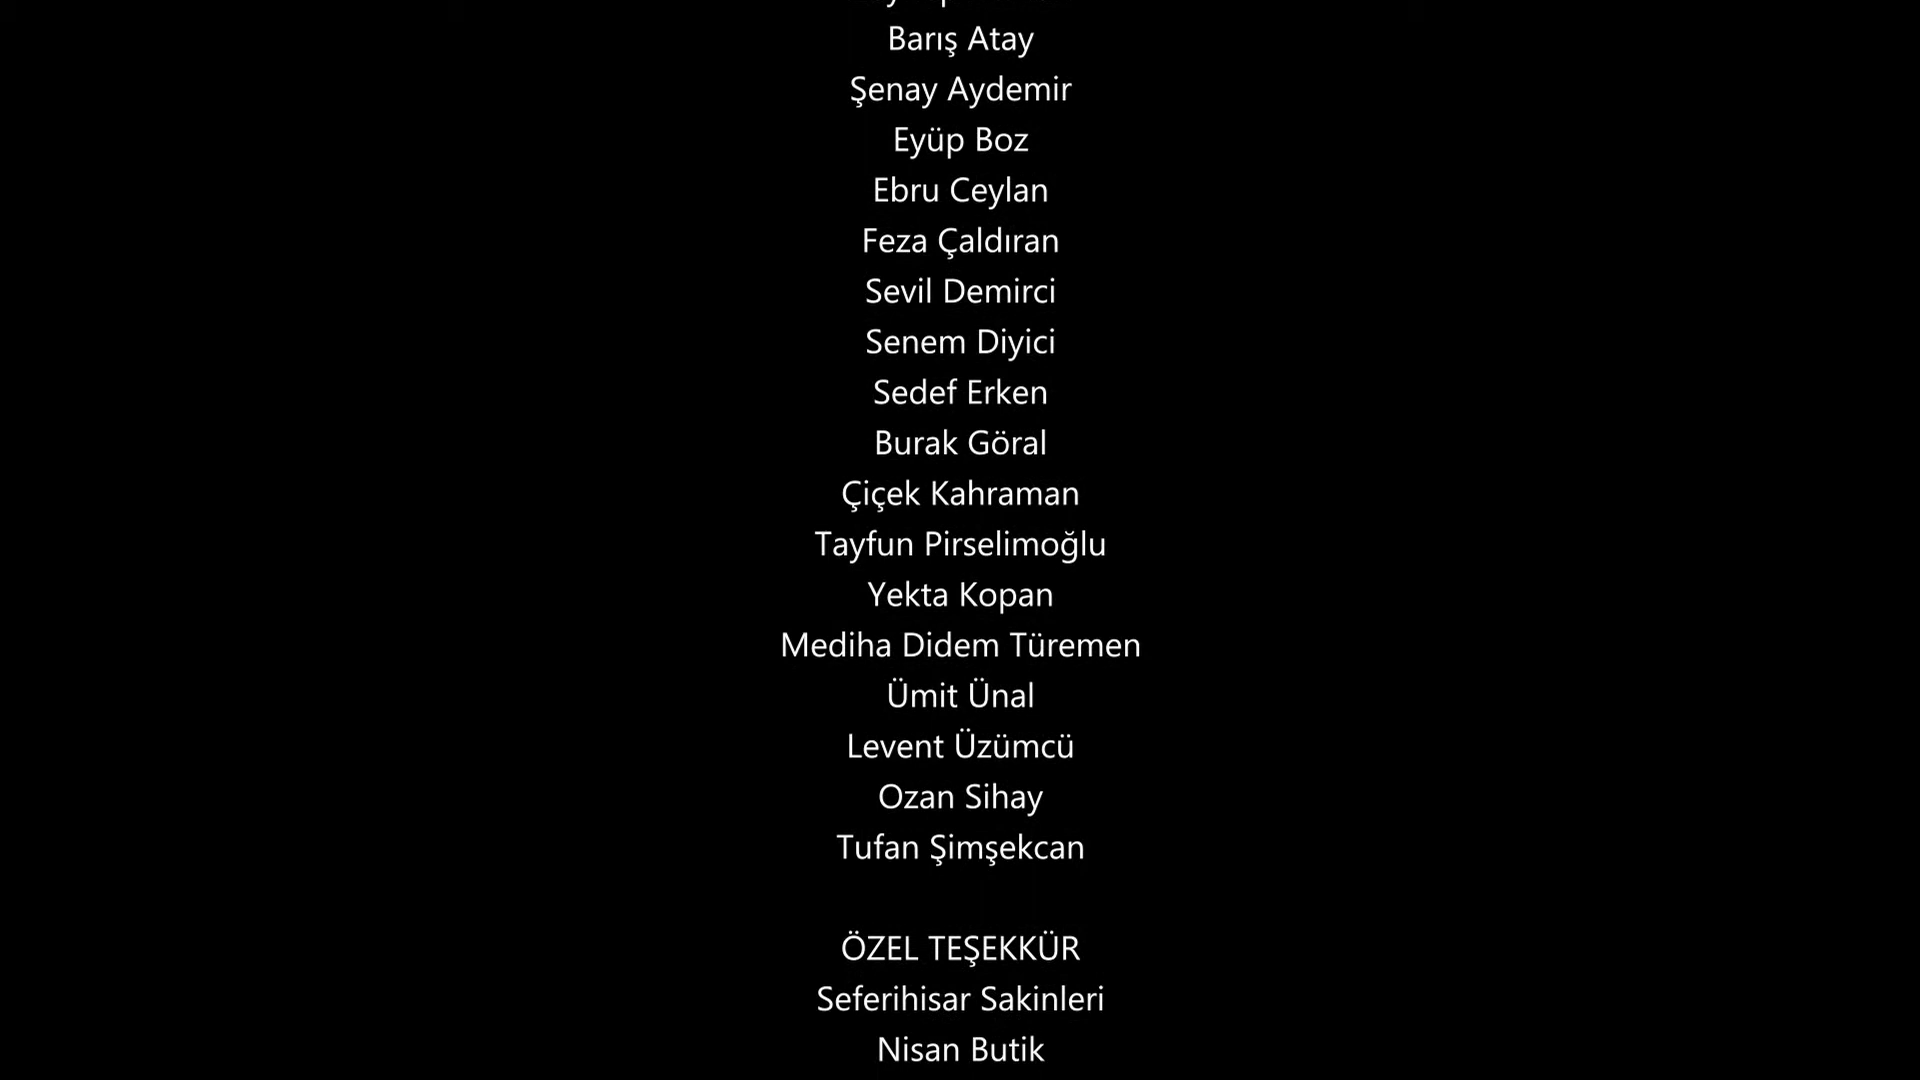 Barış Atay
Şenay Aydemir
Eyüp Boz
Ebru Ceylan
Feza Çaldıran
Sevil Demirci
Senem Diyici
Sedef Erken
Burak Göral
Çiçek Kahraman
Tayfun Pirselimoğlu
Yekta Kopan
Mediha Didem Türemen
Ümit Ünal
Levent Üzümcü
Ozan Sihay
Tufan Şimşekcan
ÖZEL TEŞEKKÜR
Seferihisar Sakinleri
Nisan Butik